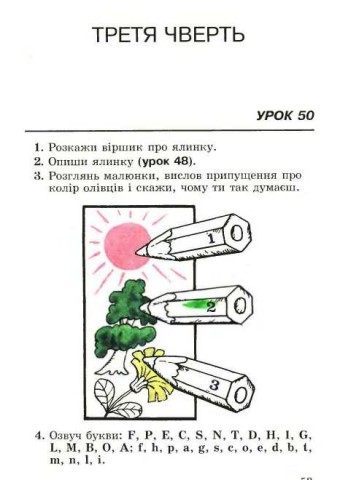 ТРЕТЯ ЧВЕРТЬ
УРОК 50
1. Розкажи віршик про ялинку.
2. Опиши ялинку (урок 48).
3. Розглянь малюнки, вислов припущення про
колір олівців і скажи, чому ти так думаєш.
1
2
3
4. Озвуч букви: F, P, E, C, S, N, T, D, H, I, G,
L, M, B, O, A; f, h, p, a, g, s, c, o, e, d, b, t,
m, n, l, i.